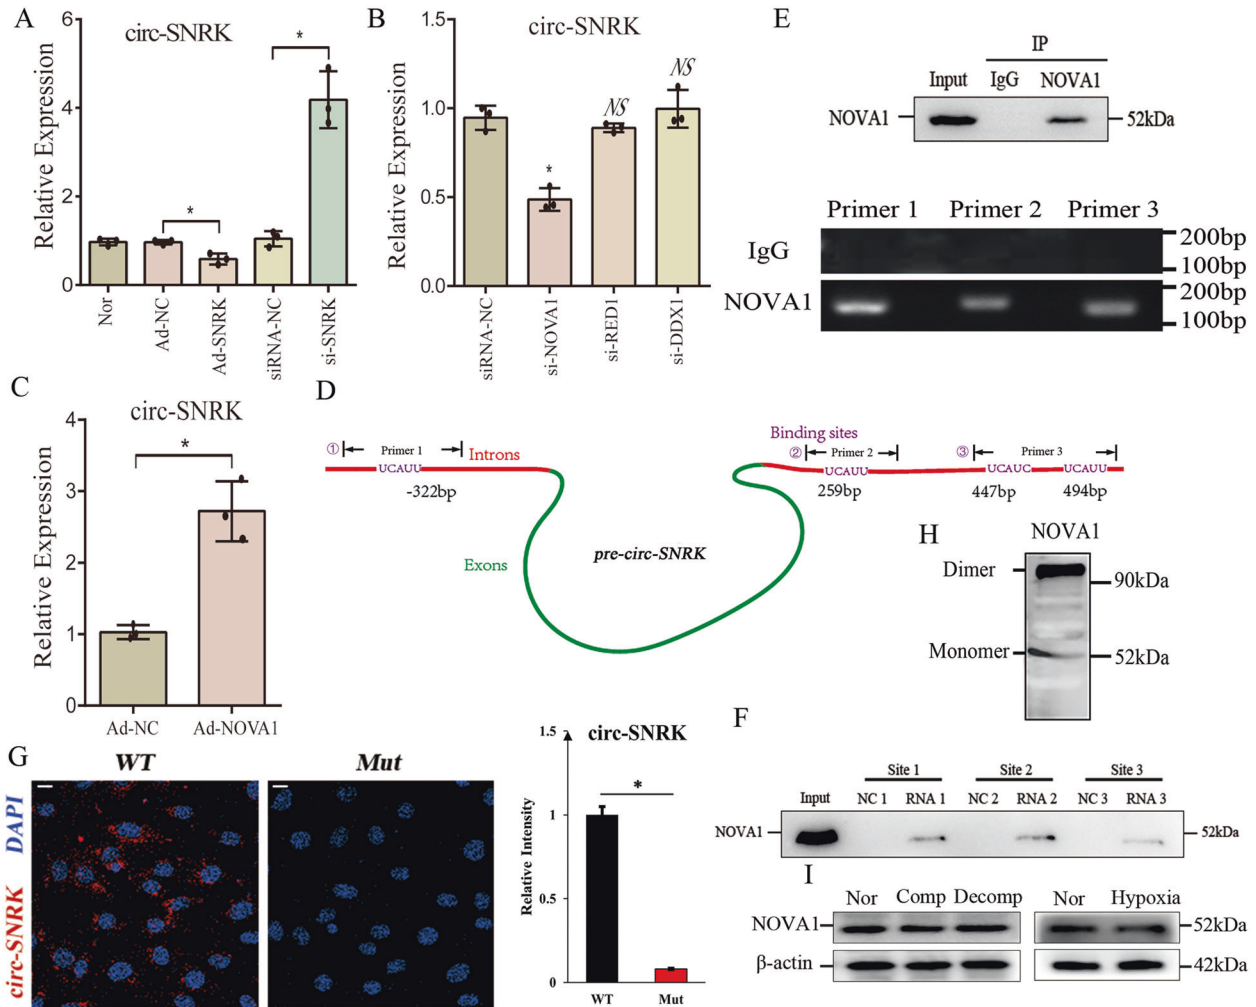 A
circ-SNRK
Relative Expression
6
4
2
0
Nor
Ad-NC
Ad-SNRK
siRNA-NC
si-SNRK
*
*
B
circ-SNRK
Relative Expression
1.5
1.0
0.5
0.0
siRNA-NC
si-NOVA1
si-RED1
si-DDX1
*
NS
NS
E
IP
Input IgG NOVA1
NOVA1 52kDa
Primer 1 Primer 2 Primer 3
IgG
200bp
100bp
NOVA1
200bp
100bp
C
circ-SNRK
Relative Expression
4
3
2
1
0
*
Ad-NC Ad-NOVA1
D
① Primer 1
UCAUU
-322bp
Introns
Exons
pre-circ-SNRK
Binding sites
② Primer 2
UCAUU
259bp
③ Primer 3
UCAUC UCAUU
447bp 494bp
H
NOVA1
Dimer
90kDa
Monomer
52kDa
G
WT Mut
circ-SNRK DAPI
circ-SNRK
Relative Intensity
1.5
1
0.5
0
*
WT Mut
F
Site 1 Site 2 Site 3
Input NC 1 RNA 1 NC 2 RNA 2 NC 3 RNA 3
NOVA1 52kDa
I
Nor Comp Decomp Nor Hypoxia
NOVA1 52kDa
β-actin 42kDa